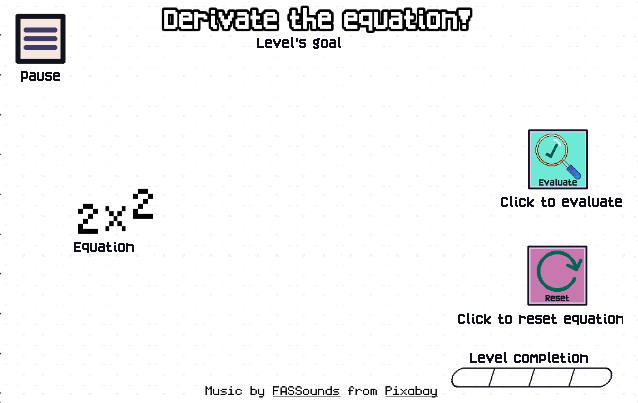 Derivate the equation!
Level's goal
Pause
Evaluate
Click to evaluate
2x²
Equation
Reset
Click to reset equation
Level completion
Music by FASSounds from Pixabay